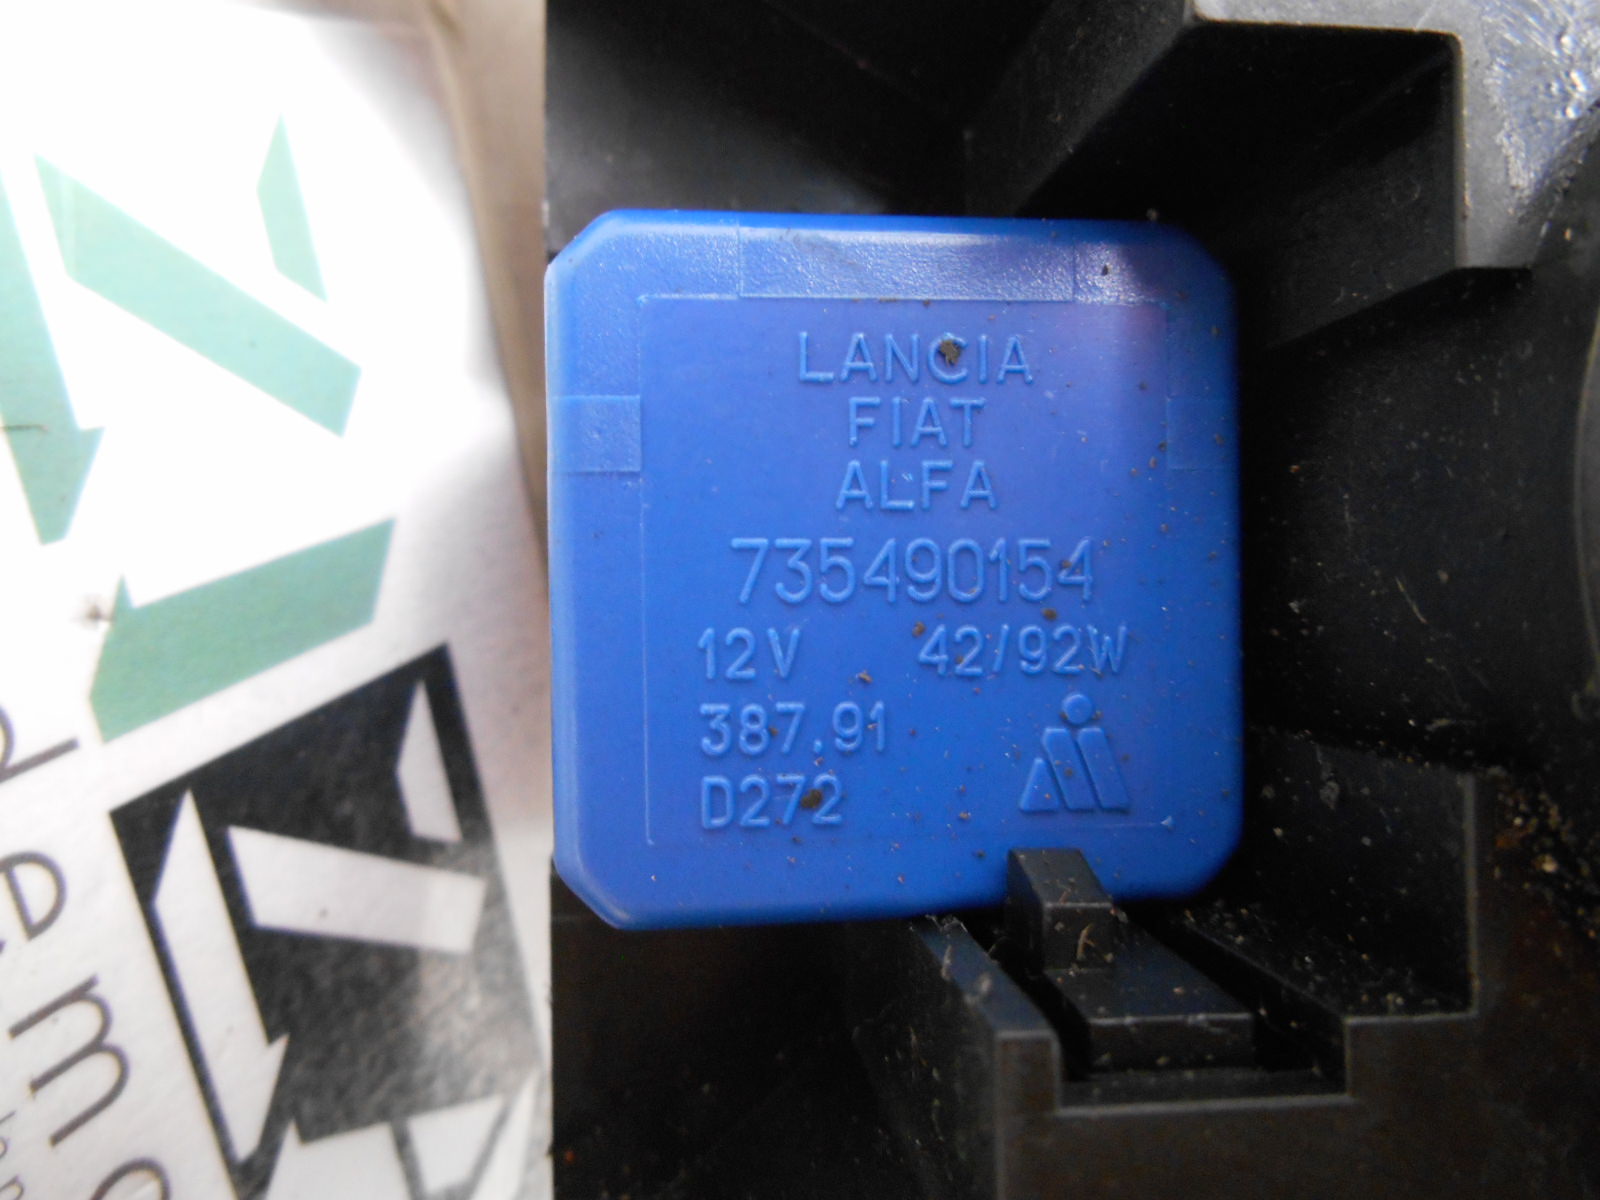 LANCIA
FIAT
ALFA
735490154
12V 42/92W
387.91
D272